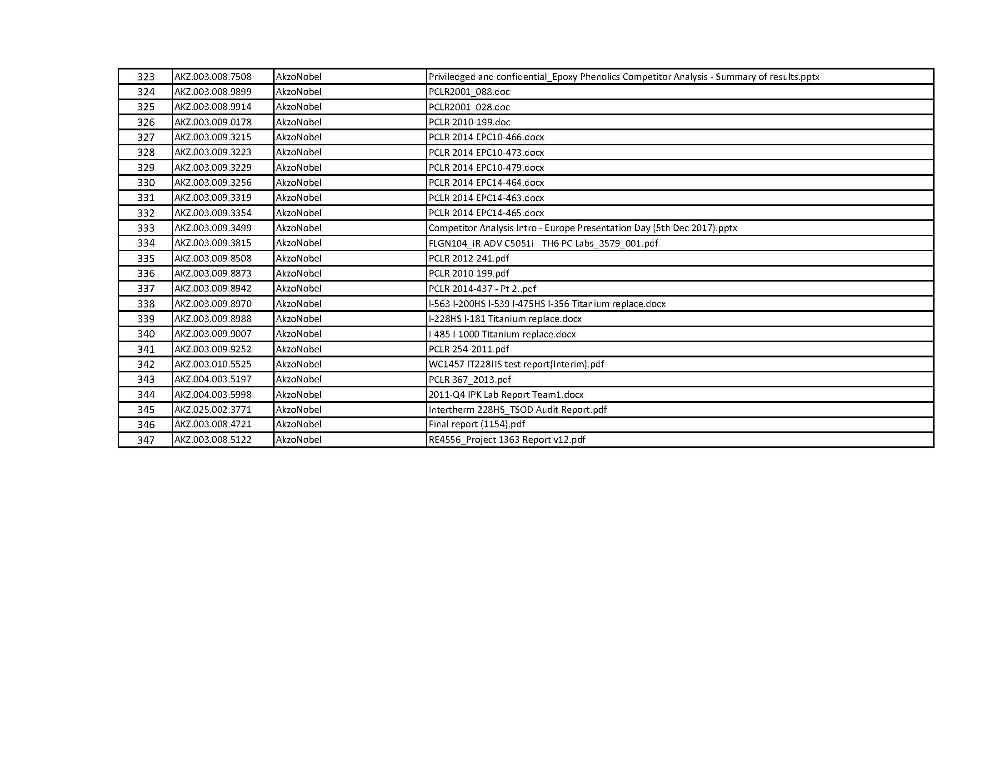 323 AKZ.003.008.7508 AkzoNobel Priviledged and confidential_Epoxy Phenolics Competitor Analysis - Summary of results.pptx
324 AKZ.003.008.9899 AkzoNobel PCLR2001_088.doc
325 AKZ.003.008.9914 AkzoNobel PCLR2001_028.doc
326 AKZ.003.009.0178 AkzoNobel PCLR 2010-199.doc
327 AKZ.003.009.3215 AkzoNobel PCLR 2014 EPC10-466.docx
328 AKZ.003.009.3223 AkzoNobel PCLR 2014 EPC10-473.docx
329 AKZ.003.009.3229 AkzoNobel PCLR 2014 EPC10-479.docx
330 AKZ.003.009.3256 AkzoNobel PCLR 2014 EPC14-464.docx
331 AKZ.003.009.3319 AkzoNobel PCLR 2014 EPC14-463.docx
332 AKZ.003.009.3354 AkzoNobel PCLR 2014 EPC14-465.docx
333 AKZ.003.009.3499 AkzoNobel Competitor Analysis Intro - Europe Presentation Day (5th Dec 2017).pptx
334 AKZ.003.009.3815 AkzoNobel FLGN104_iR-ADV C5051i - TH6 PC Labs_3579_001.pdf
335 AKZ.003.009.8508 AkzoNobel PCLR 2012-241.pdf
336 AKZ.003.009.8873 AkzoNobel PCLR 2010-199.pdf
337 AKZ.003.009.8942 AkzoNobel PCLR 2014-437 - Pt 2..pdf
338 AKZ.003.009.8970 AkzoNobel I-563 I-200HS I-539 I-475HS I-356 Titanium replace.docx
339 AKZ.003.009.8988 AkzoNobel I-228HS I-181 Titanium replace.docx
340 AKZ.003.009.9007 AkzoNobel I-485 I-1000 Titanium replace.docx
341 AKZ.003.009.9252 AkzoNobel PCLR 254-2011.pdf
342 AKZ.003.010.5525 AkzoNobel WC1457 IT228HS test report(Interim).pdf
343 AKZ.004.003.5197 AkzoNobel PCLR 367_2013.pdf
344 AKZ.004.003.5998 AkzoNobel 2011-Q4 IPK Lab Report Team1.docx
345 AKZ.025.002.3771 AkzoNobel Intertherm 228HS_TSOD Audit Report.pdf
346 AKZ.003.008.4721 AkzoNobel Final report (1154).pdf
347 AKZ.003.008.5122 AkzoNobel RE4556_Project 1363 Report v12.pdf